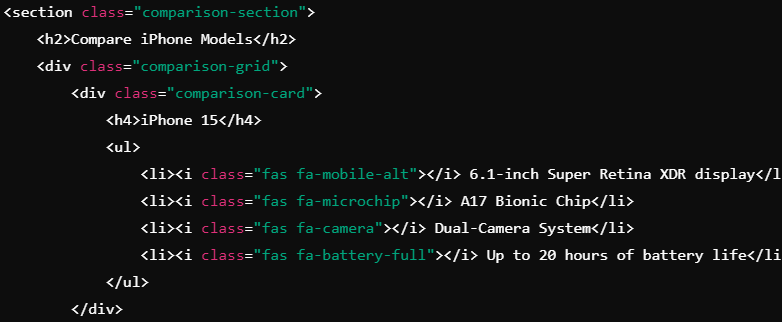 <section class="comparison-section">
<h2>Compare iPhone Models</h2>
<div class="comparison-grid">
<div class="comparison-card">
<h4>iPhone 15</h4>
<ul>
<li><i class="fas fa-mobile-alt"></i> 6.1-inch Super Retina XDR display</l
<li><i class="fas fa-microchip"></i> A17 Bionic Chip</li>
<li><i class="fas fa-camera"></i> Dual-Camera System</li>
<li><i class="fas fa-battery-full"></i> Up to 20 hours of battery life</li
</ul>
</div>